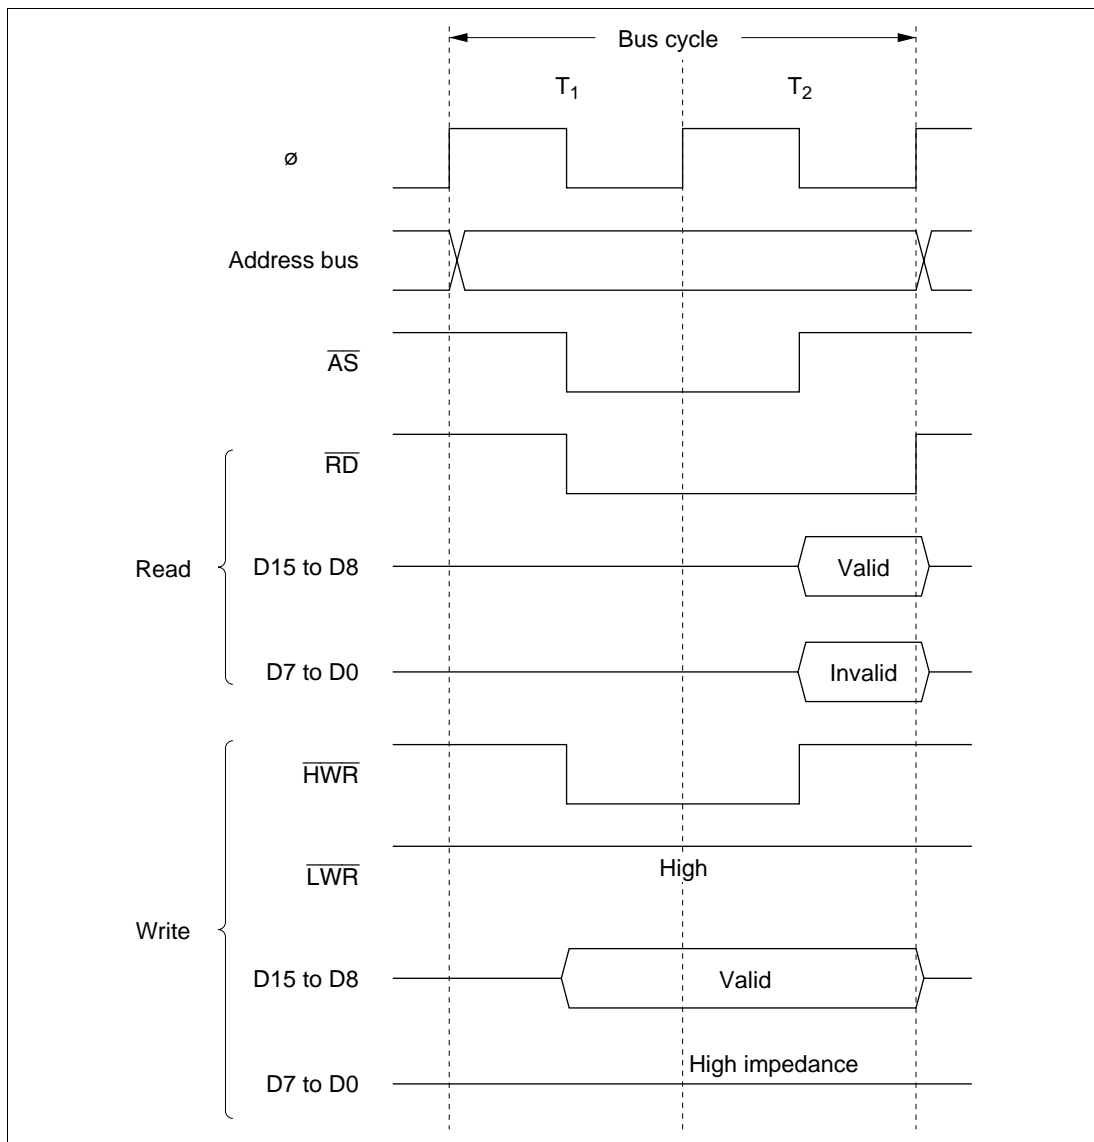 Bus cycle
T1 T2
ø
Address bus
AS
RD
Read
D15 to D8 Valid
D7 to D0 Invalid
HWR
LWR High
Write
D15 to D8 Valid
D7 to D0 High impedance